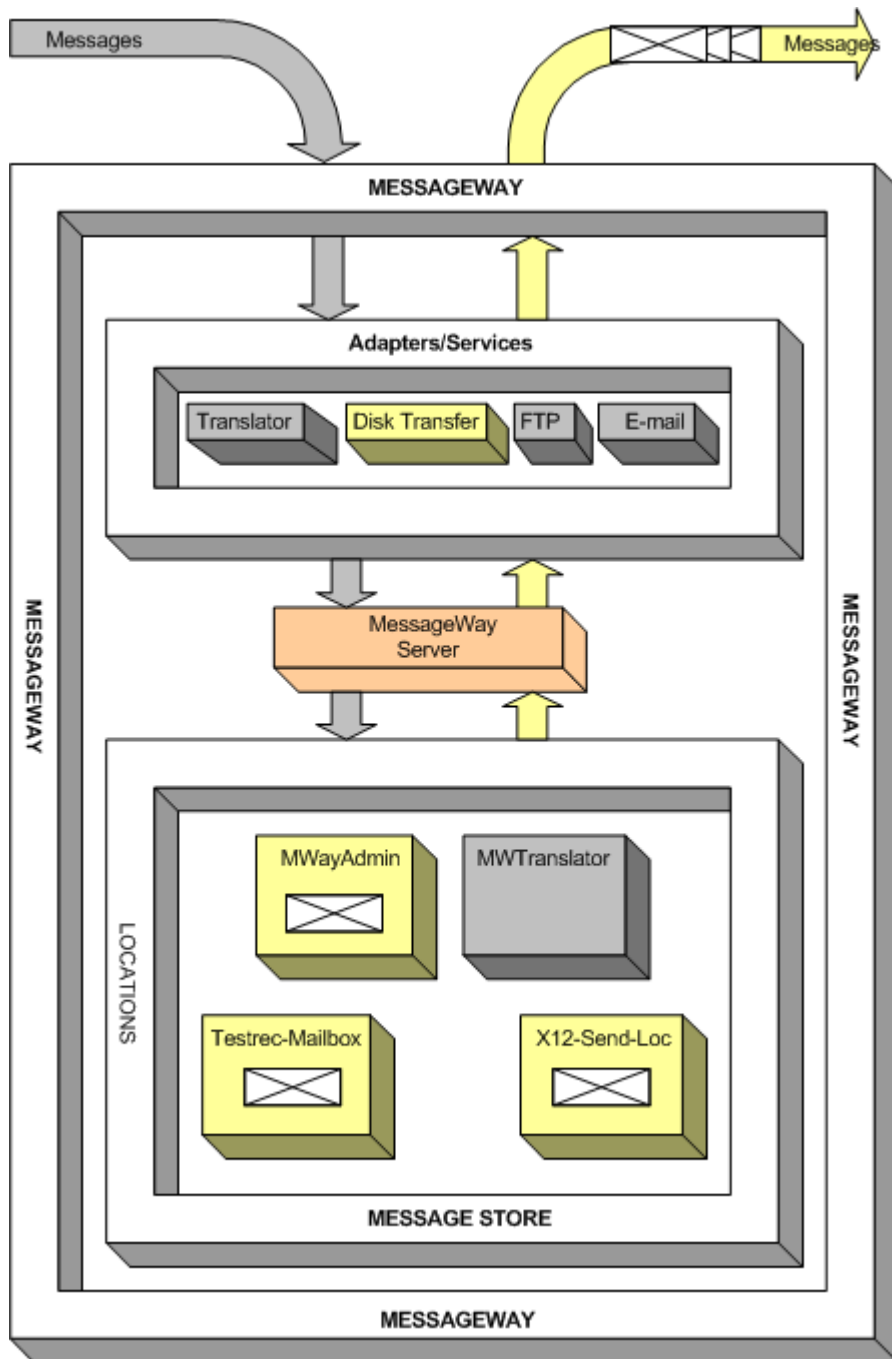 Messages
Messages
MESSAGEWAY
Adapters/Services
Translator
Disk Transfer
FTP
E-mail
MessageWay
Server
MESSAGEWAY
MESSAGEWAY
MWayAdmin
MWTranslator
LOCATIONS
Testrec-Mailbox
X12-Send-Loc
MESSAGE STORE
MESSAGEWAY